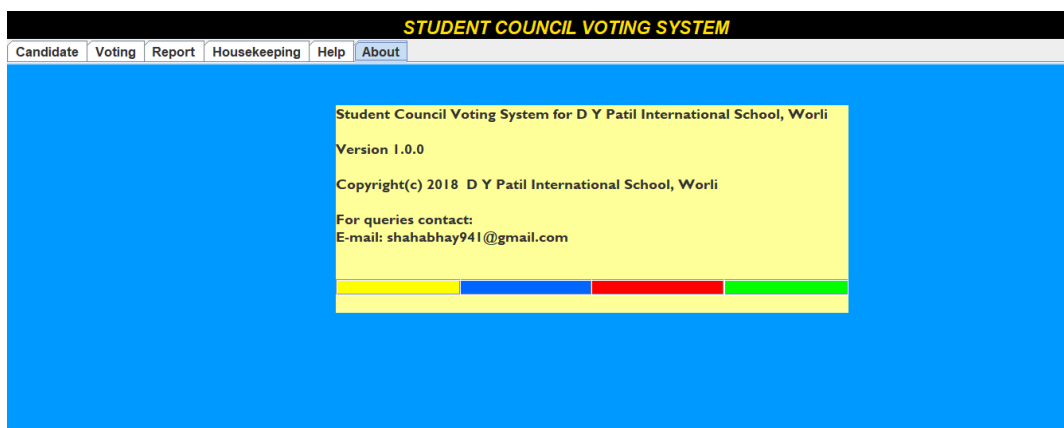 STUDENT COUNCIL VOTING SYSTEM
Candidate Voting Report Housekeeping Help About
Student Council Voting System for D Y Patil International School, Worli
Version 1.0.0
Copyright(c) 2018 D Y Patil International School, Worli
For queries contact:
E-mail: shahabhay941@gmail.com